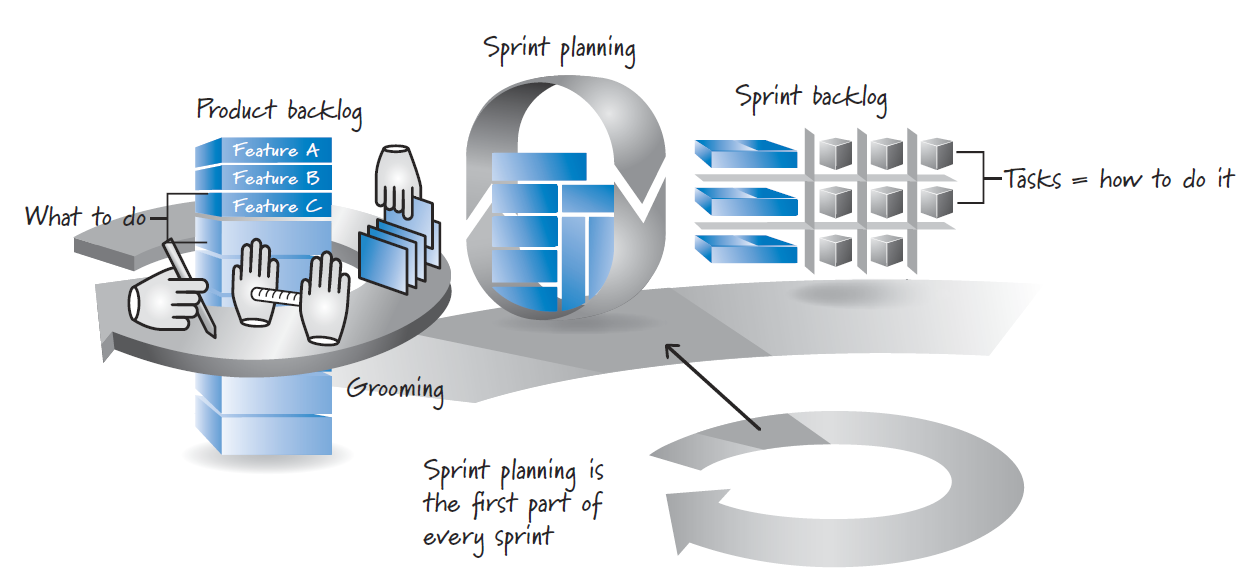 Sprint planning
Product backlog
Sprint backlog
Feature A
Feature B
Feature C
What to do
Tasks = how to do it
Grooming
Sprint planning is
the first part of
every sprint